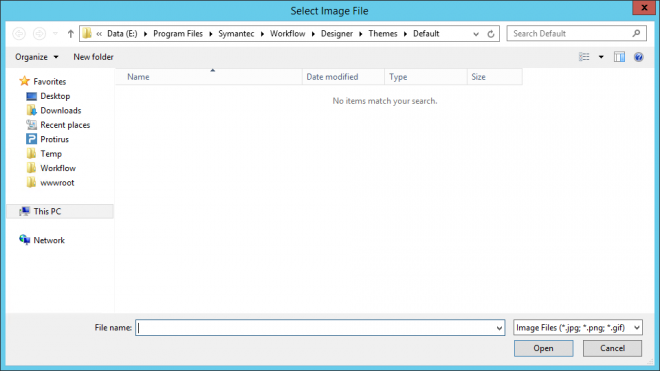 Select Image File
« Data (E:) ▸ Program Files ▸ Symantec ▸ Workflow ▸ Designer ▸ Themes ▸ Default
Search Default
Organize New folder
Name Date modified Type Size
No items match your search.
Favorites
Desktop
Downloads
Recent places
Protirus
Temp
Workflow
wwwroot
This PC
Network
File name:
Image Files (*.jpg; *.png; *.gif)
Open Cancel